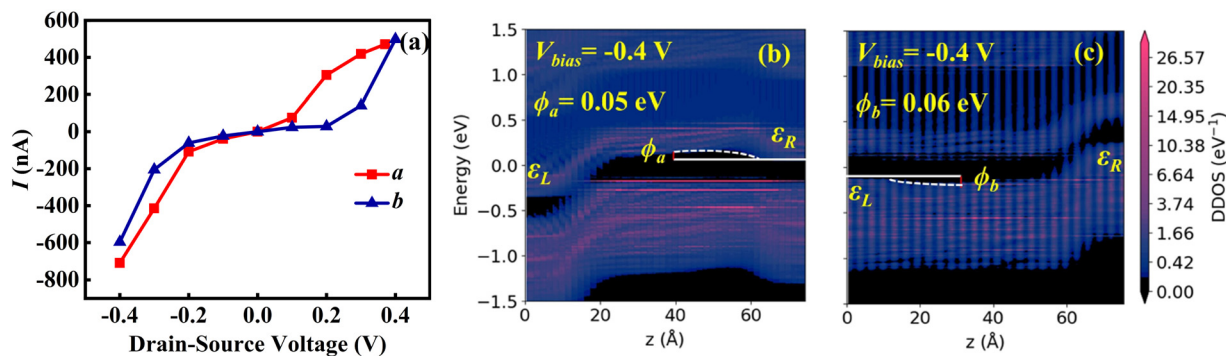 600
400
200
0
-200
-400
-600
-800
I (nA)
(a)
a
b
-0.4
-0.2
0.0
0.2
0.4
Drain-Source Voltage (V)
1.5
1.0
0.5
0.0
-0.5
-1.0
-1.5
Energy (eV)
V_bias = -0.4 V
(b)
ϕ_a = 0.05 eV
ε_R
ϕ_a
ε_L
0
20
40
60
z (Å)
V_bias = -0.4 V
(c)
ϕ_b = 0.06 eV
ε_R
ε_L
ϕ_b
0
20
40
60
z (Å)
26.57
20.35
14.95
10.38
6.64
3.74
1.66
0.42
0.00
DDOS (eV⁻¹)